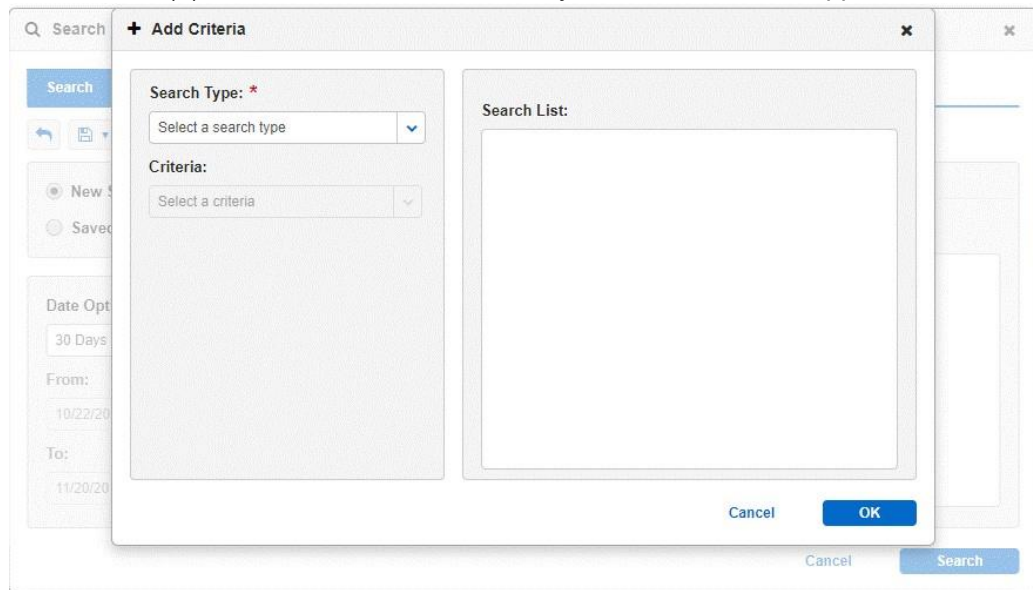 Search
Add Criteria
Search
Search Type: *
Select a search type
Search List:
Criteria:
Select a criteria
New
Saved
Date Opt
30 Days
From:
10/22/20
To:
11/20/20
Cancel
OK
Cancel
Search